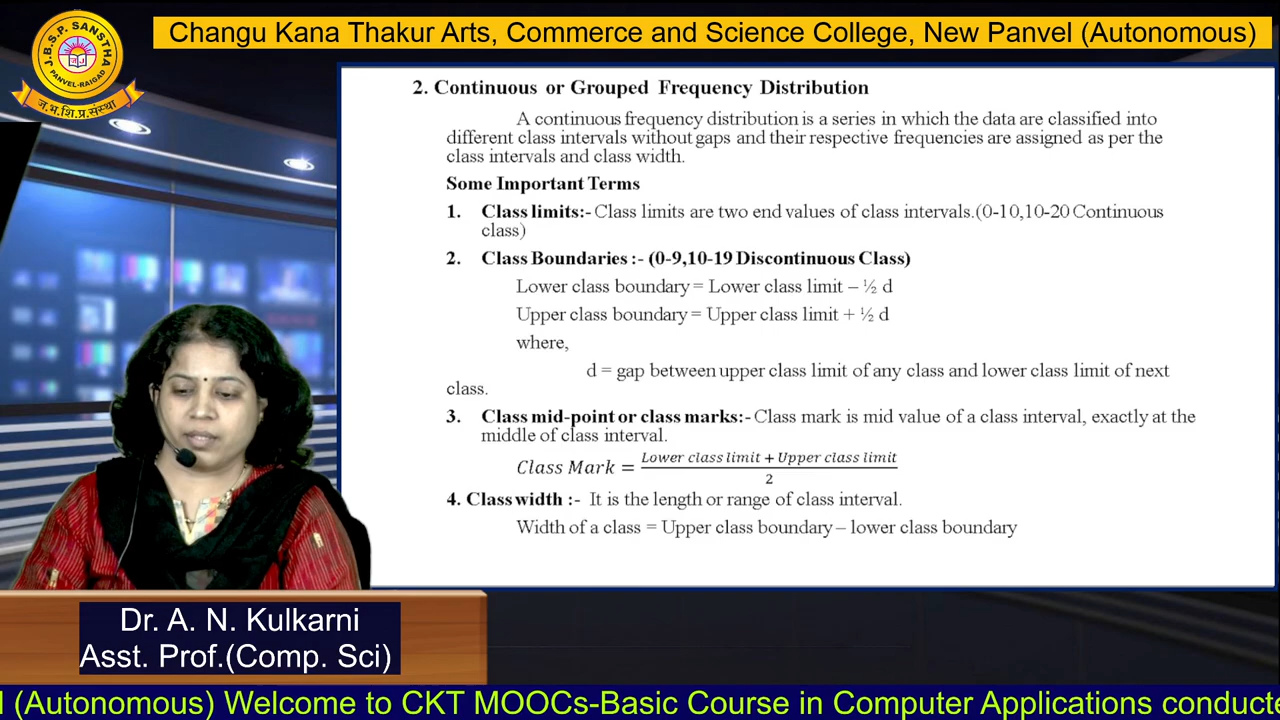 Changu Kana Thakur Arts, Commerce and Science College, New Panvel (Autonomous)
J.B.S.P. SANSTHA
PANVEL-RAIGAD
ज.भ.शि.प्र.संस्था
2. Continuous or Grouped Frequency Distribution
A continuous frequency distribution is a series in which the data are classified into
different class intervals without gaps and their respective frequencies are assigned as per the
class intervals and class width.
Some Important Terms
1. Class limits:- Class limits are two end values of class intervals.(0-10,10-20 Continuous
class)
2. Class Boundaries :- (0-9,10-19 Discontinuous Class)
Lower class boundary = Lower class limit – ½ d
Upper class boundary = Upper class limit + ½ d
where,
d = gap between upper class limit of any class and lower class limit of next
class.
3. Class mid-point or class marks:- Class mark is mid value of a class interval, exactly at the
middle of class interval.
Class Mark = (Lower class limit + Upper class limit) / 2
4. Class width :- It is the length or range of class interval.
Width of a class = Upper class boundary – lower class boundary
Dr. A. N. Kulkarni
Asst. Prof.(Comp. Sci)
(Autonomous) Welcome to CKT MOOCs-Basic Course in Computer Applications conducte